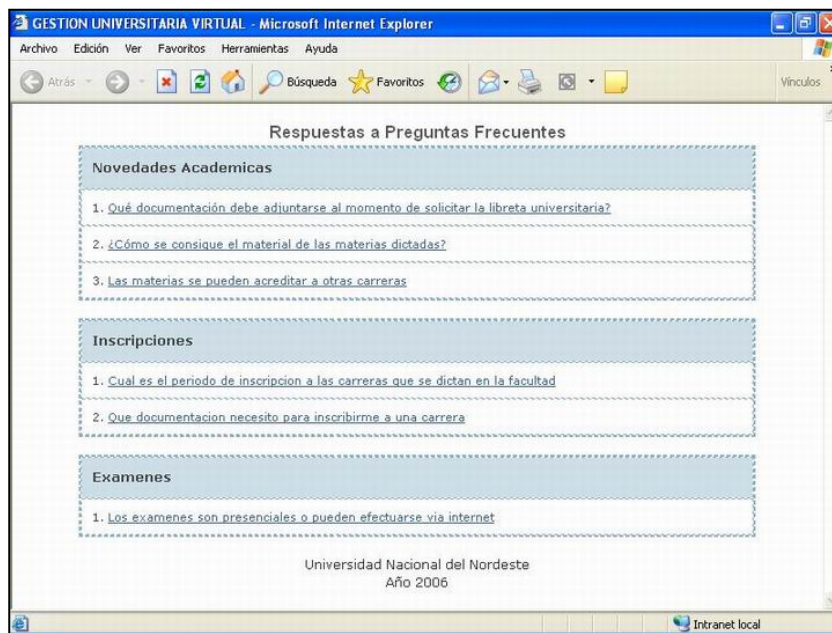 GESTION UNIVERSITARIA VIRTUAL - Microsoft Internet Explorer
Archivo Edición Ver Favoritos Herramientas Ayuda
Atrás Búsqueda Favoritos Vínculos
Respuestas a Preguntas Frecuentes
Novedades Academicas
1. Qué documentación debe adjuntarse al momento de solicitar la libreta universitaria?
2. ¿Cómo se consigue el material de las materias dictadas?
3. Las materias se pueden acreditar a otras carreras
Inscripciones
1. Cual es el periodo de inscripcion a las carreras que se dictan en la facultad
2. Que documentacion necesito para inscribirme a una carrera
Examenes
1. Los examenes son presenciales o pueden efectuarse via internet
Universidad Nacional del Nordeste
Año 2006
Intranet local